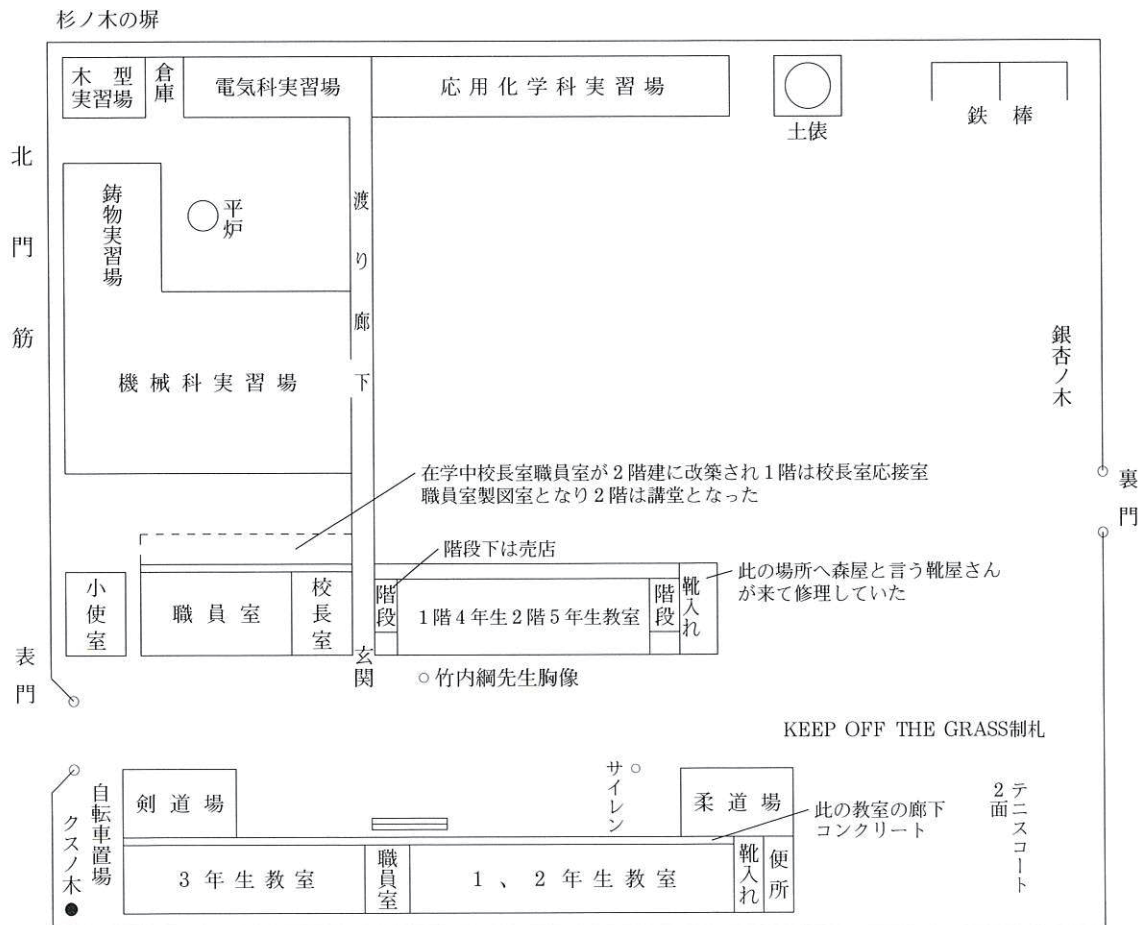 杉ノ木の塀
木型
実習場
倉庫
電気科実習場
応用化学科実習場
土俵
鉄棒
北門筋
鋳物実習場
平炉
渡り廊下
機械科実習場
銀杏ノ木
裏門
在学中校長室職員室が2階建に改築され1階は校長室応接室
職員室製図室となり2階は講堂となった
階段下は売店
此の場所へ森屋と言う靴屋さん
が来て修理していた
小使室
職員室
校長室
階段
1階4年生2階5年生教室
階段
靴入れ
表門
玄関
○竹内綱先生胸像
KEEP OFF THE GRASS制札
自転車置場
クスノ木
剣道場
サイレン
柔道場
此の教室の廊下
コンクリート
テニスコート
2面
3年生教室
職員室
1、2年生教室
靴入れ
便所